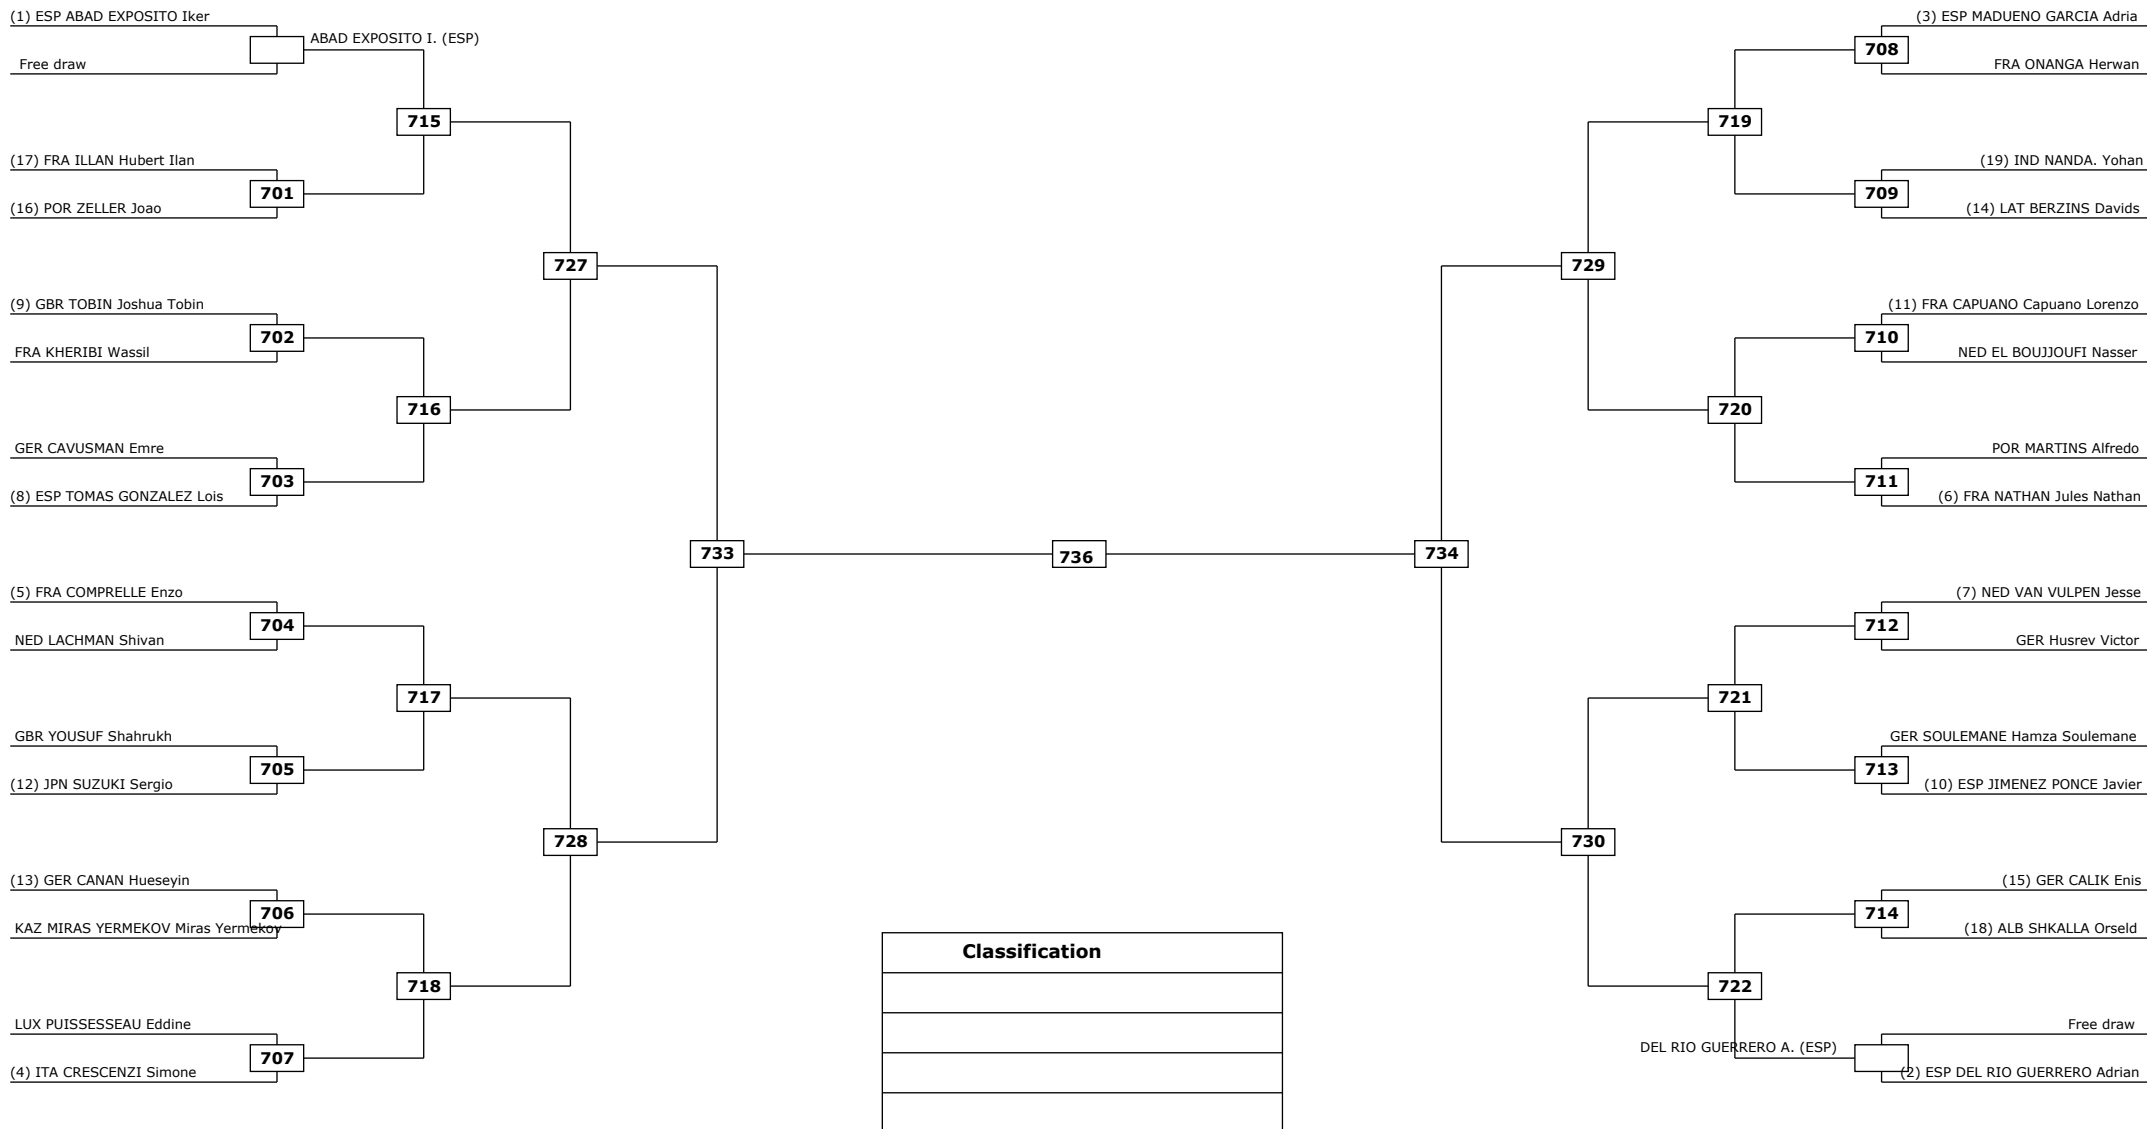 (1) ESP ABAD EXPOSITO Iker
ABAD EXPOSITO I. (ESP)
Free draw
715
(17) FRA ILLAN Hubert Ilan
701
(16) POR ZELLER Joao
727
(9) GBR TOBIN Joshua Tobin
702
FRA KHERIBI Wassil
716
GER CAVUSMAN Emre
703
(8) ESP TOMAS GONZALEZ Lois
733
(5) FRA COMPRELLE Enzo
704
NED LACHMAN Shivan
717
GBR YOUSUF Shahrukh
705
(12) JPN SUZUKI Sergio
728
(13) GER CANAN Hueseyin
706
KAZ MIRAS YERMEKOV Miras Yermekov
718
LUX PUISSESSEAU Eddine
707
(4) ITA CRESCENZI Simone
736
Classification
(3) ESP MADUENO GARCIA Adria
708
FRA ONANGA Herwan
719
(19) IND NANDA. Yohan
709
(14) LAT BERZINS Davids
729
(11) FRA CAPUANO Capuano Lorenzo
710
NED EL BOUJJOUFI Nasser
720
POR MARTINS Alfredo
711
(6) FRA NATHAN Jules Nathan
734
(7) NED VAN VULPEN Jesse
712
GER Husrev Victor
721
GER SOULEMANE Hamza Soulemane
713
(10) ESP JIMENEZ PONCE Javier
730
(15) GER CALIK Enis
714
(18) ALB SHKALLA Orseld
722
Free draw
DEL RIO GUERRERO A. (ESP)
(2) ESP DEL RIO GUERRERO Adrian